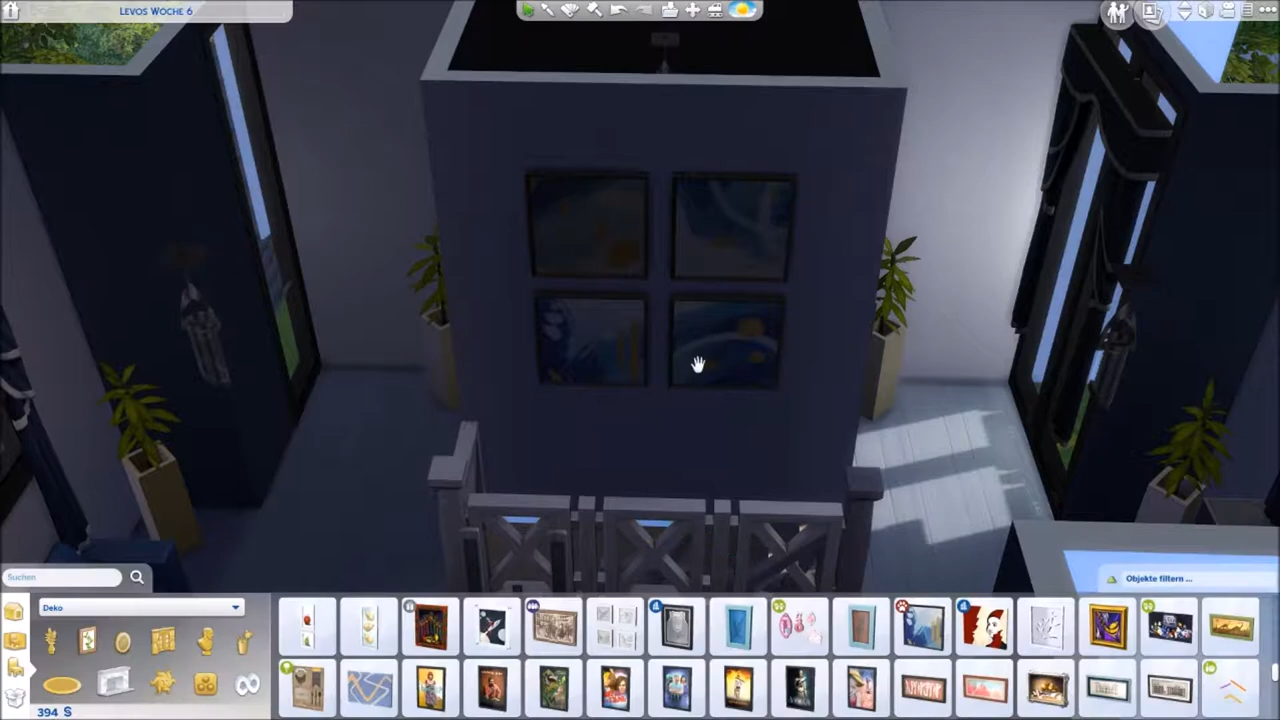 LEVOS WOCHE 6
Suchen
Objekte filtern ...
Deko
394 $